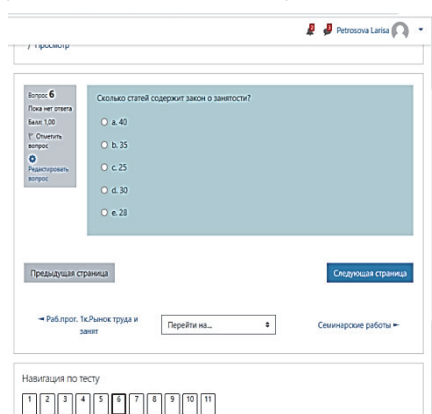 Petrosova Larisa
/ Просмотр
Вопрос 6
Пока нет ответа
Балл: 1,00
Отметить вопрос
Редактировать вопрос
Сколько статей содержит закон о занятости?
a. 40
b. 35
c. 25
d. 30
e. 28
Предыдущая страница
Следующая страница
◄ Раб.прог. 1к.Рынок труда и
занят
Перейти на...
Семинарские работы ►
Навигация по тесту
1 2 3 4 5 6 7 8 9 10 11